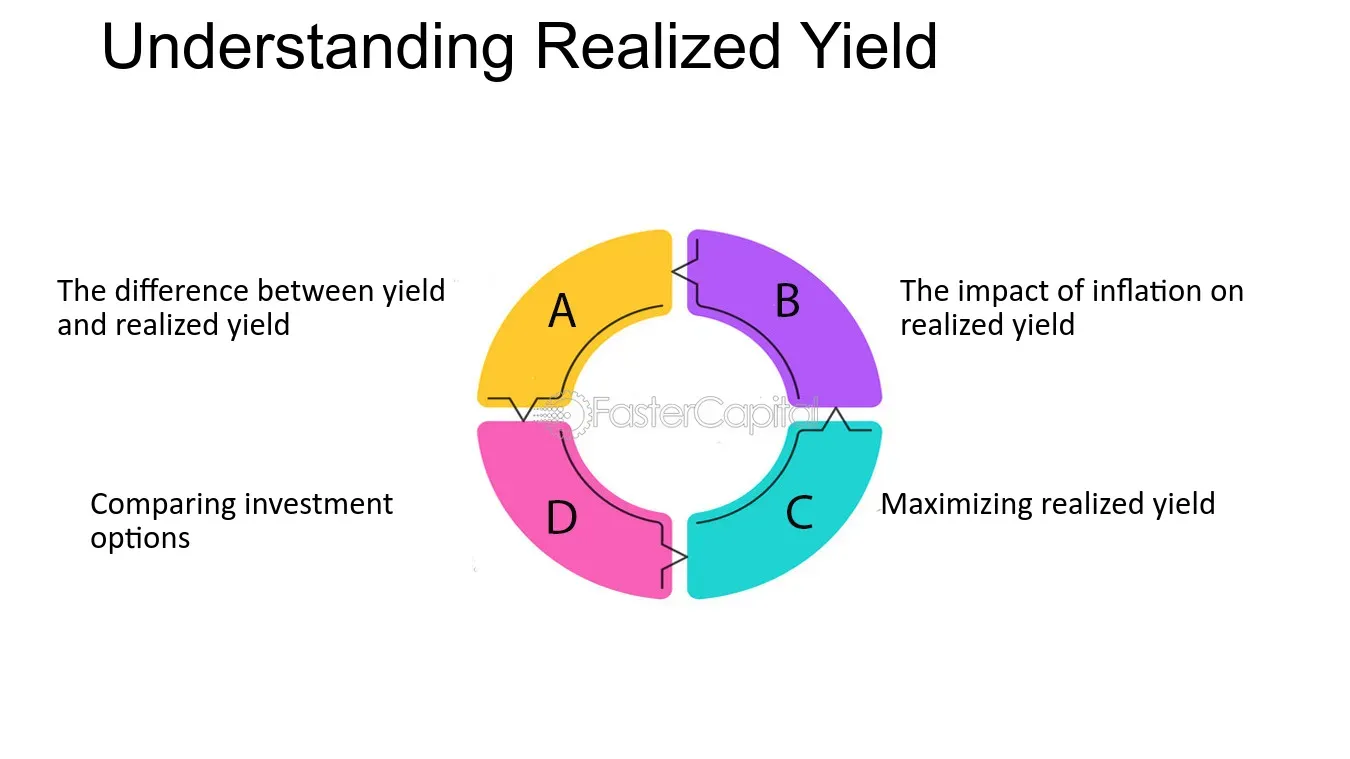 Understanding Realized Yield
The difference between yield
and realized yield
A
B
The impact of inflation on
realized yield
FasterCapital
Comparing investment
options
D
C
Maximizing realized yield